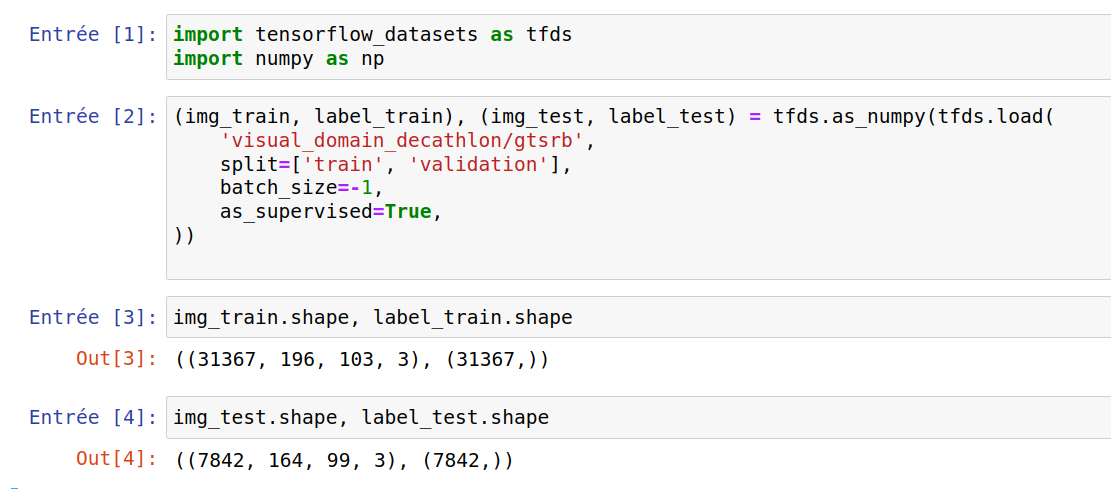 Entrée [1]: import tensorflow_datasets as tfds
import numpy as np
Entrée [2]: (img_train, label_train), (img_test, label_test) = tfds.as_numpy(tfds.load(
    'visual_domain_decathlon/gtsrb',
    split=['train', 'validation'],
    batch_size=-1,
    as_supervised=True,
))
Entrée [3]: img_train.shape, label_train.shape
Out[3]: ((31367, 196, 103, 3), (31367,))
Entrée [4]: img_test.shape, label_test.shape
Out[4]: ((7842, 164, 99, 3), (7842,))